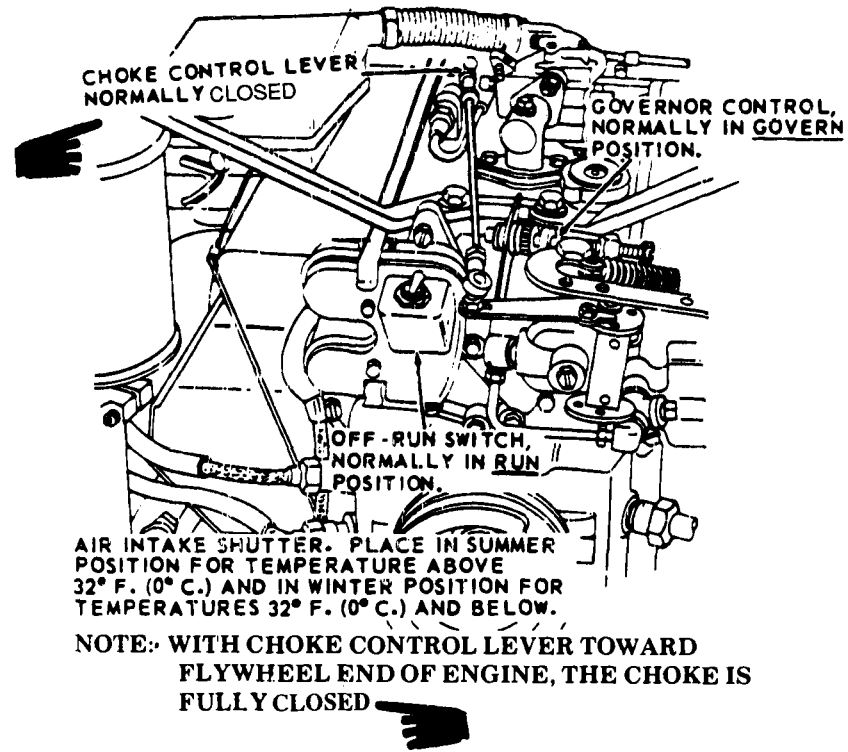 CHOKE CONTROL LEVER
NORMALLY CLOSED
GOVERNOR CONTROL,
NORMALLY IN GOVERN
POSITION.
OFF-RUN SWITCH,
NORMALLY IN RUN
POSITION.
AIR INTAKE SHUTTER. PLACE IN SUMMER
POSITION FOR TEMPERATURE ABOVE
32° F. (0° C.) AND IN WINTER POSITION FOR
TEMPERATURES 32° F. (0° C.) AND BELOW.
NOTE:· WITH CHOKE CONTROL LEVER TOWARD
FLYWHEEL END OF ENGINE, THE CHOKE IS
FULLY CLOSED